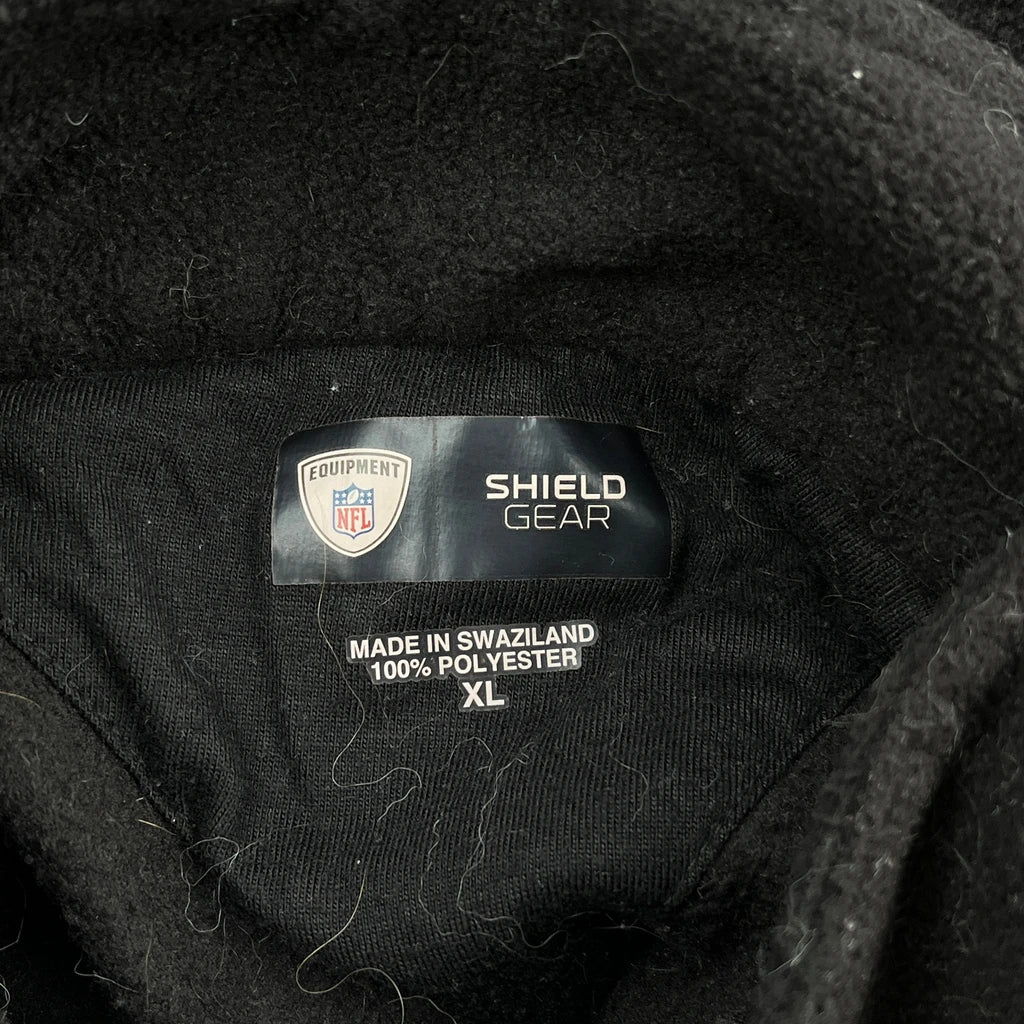 EQUIPMENT
NFL
SHIELD
GEAR
MADE IN SWAZILAND
100% POLYESTER
XL